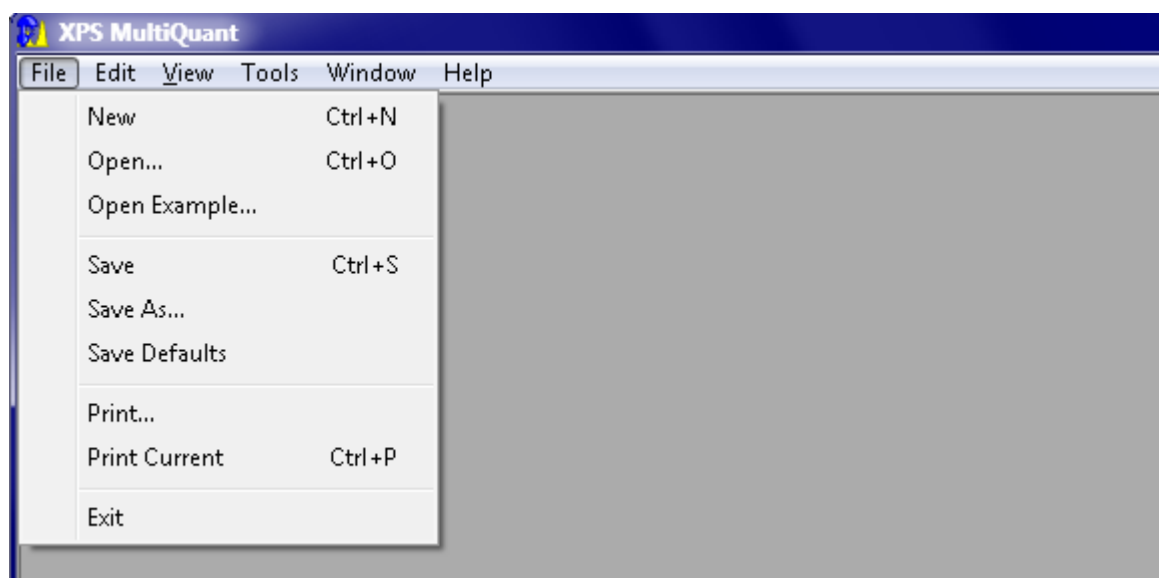 XPS MultiQuant
File Edit View Tools Window Help
New Ctrl+N
Open... Ctrl+O
Open Example...
Save Ctrl+S
Save As...
Save Defaults
Print...
Print Current Ctrl+P
Exit